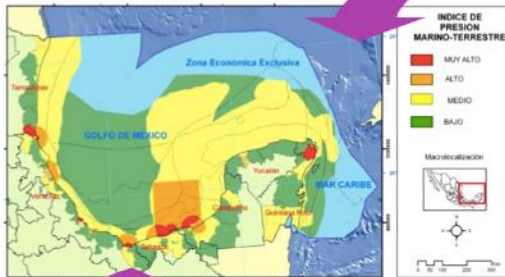 INDICE DE
PRESION
MARINO-TERRESTRE
MUY ALTO
ALTO
MEDIO
BAJO
Macrolocalización
Zona Económica Exclusiva
Tamaulipas
GOLFO DE MEXICO
Veracruz
Tabasco
Campeche
Yucatán
Quintana Roo
MAR CARIBE